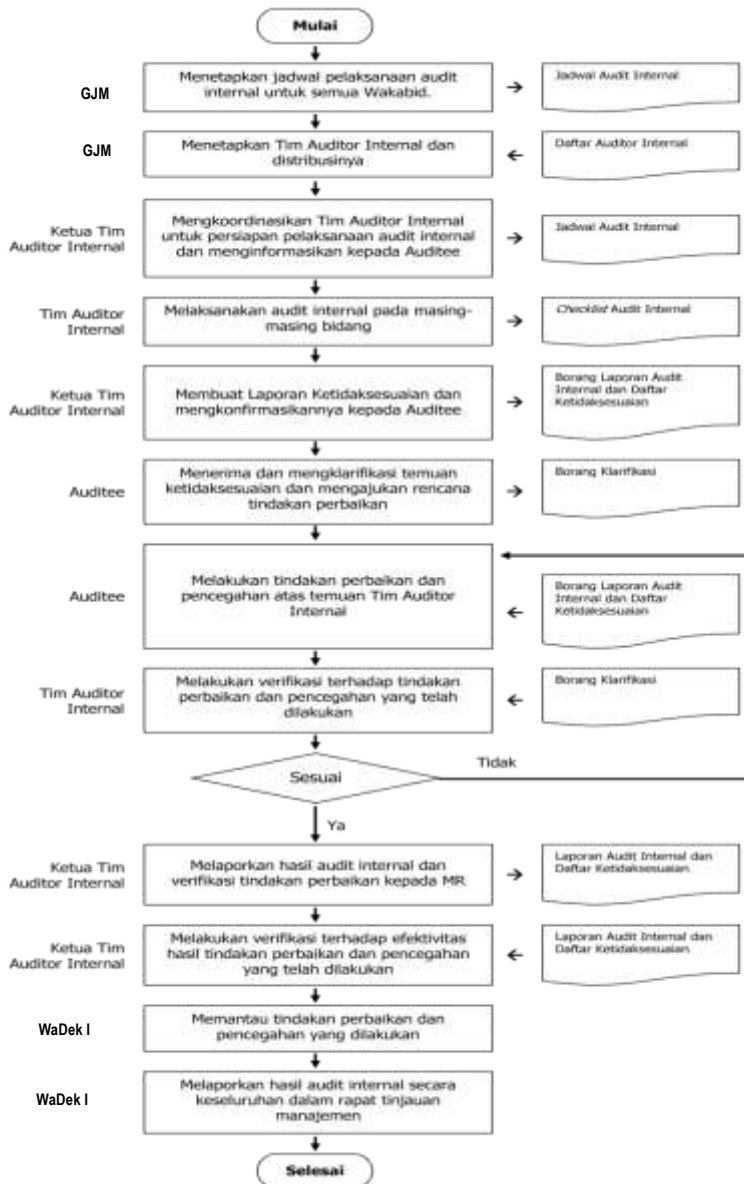 Mulai
GJM
Menetapkan jadwal pelaksanaan audit
internal untuk semua Wakabid.
Jadwal Audit Internal
GJM
Menetapkan Tim Auditor Internal dan
distribusinya
Daftar Auditor Internal
Ketua Tim
Auditor Internal
Mengkoordinasikan Tim Auditor Internal
untuk persiapan pelaksanaan audit internal
dan menginformasikan kepada Auditee
Jadwal Audit Internal
Tim Auditor
Internal
Melaksanakan audit internal pada masing-
masing bidang
Checklist Audit Internal
Ketua Tim
Auditor Internal
Membuat Laporan Ketidaksesuaian dan
mengkonfirmasikannya kepada Auditee
Borang Laporan Audit
Internal dan Daftar
Ketidaksesuaian
Auditee
Menerima dan mengklarifikasi temuan
ketidaksesuaian dan mengajukan rencana
tindakan perbaikan
Borang Klarifikasi
Auditee
Melakukan tindakan perbaikan dan
pencegahan atas temuan Tim Auditor
Internal
Borang Laporan Audit
Internal dan Daftar
Ketidaksesuaian
Tim Auditor
Internal
Melakukan verifikasi terhadap tindakan
perbaikan dan pencegahan yang telah
dilakukan
Borang Klarifikasi
Sesuai
Tidak
Ya
Ketua Tim
Auditor Internal
Melaporkan hasil audit internal dan
verifikasi tindakan perbaikan kepada MR
Laporan Audit Internal dan
Daftar Ketidaksesuaian
Ketua Tim
Auditor Internal
Melakukan verifikasi terhadap efektivitas
hasil tindakan perbaikan dan pencegahan
yang telah dilakukan
Laporan Audit Internal dan
Daftar Ketidaksesuaian
WaDek I
Memantau tindakan perbaikan dan
pencegahan yang dilakukan
WaDek I
Melaporkan hasil audit internal secara
keseluruhan dalam rapat tinjauan
manajemen
Selesai